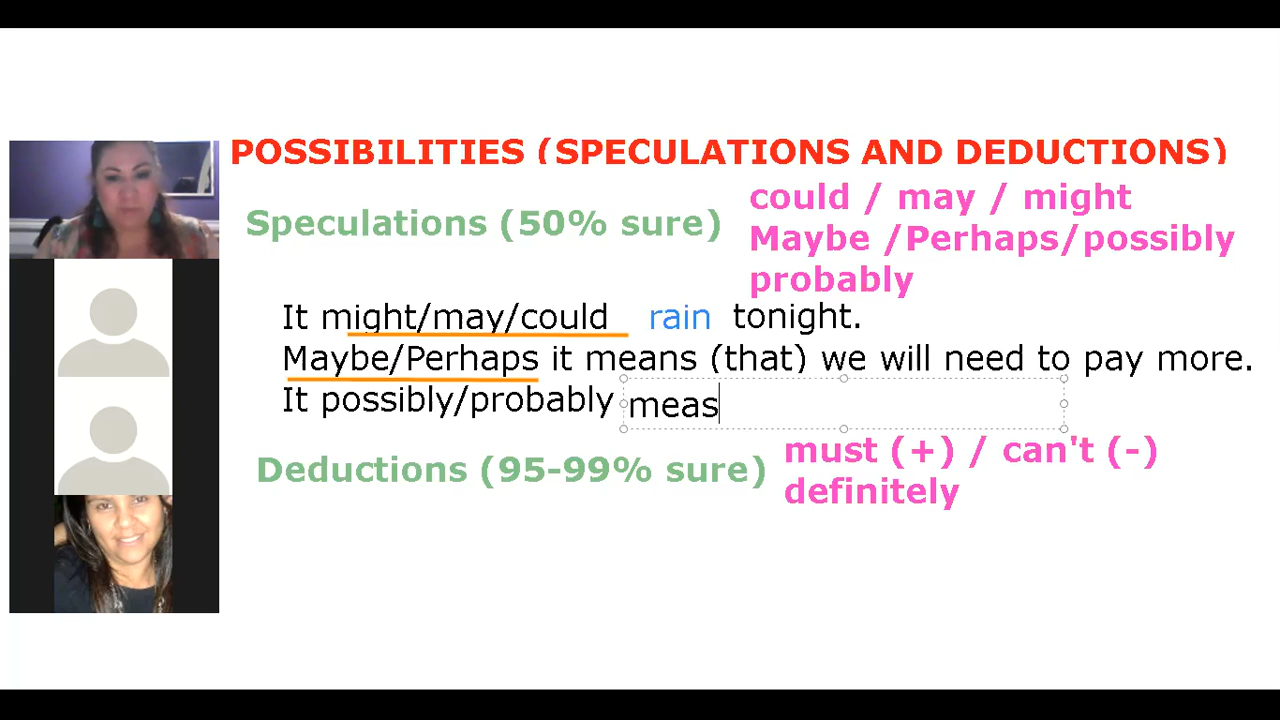 POSSIBILITIES (SPECULATIONS AND DEDUCTIONS)
Speculations (50% sure)
could / may / might
Maybe /Perhaps/possibly
probably
It might/may/could rain tonight.
Maybe/Perhaps it means (that) we will need to pay more.
It possibly/probably meas
Deductions (95-99% sure)
must (+) / can't (-)
definitely